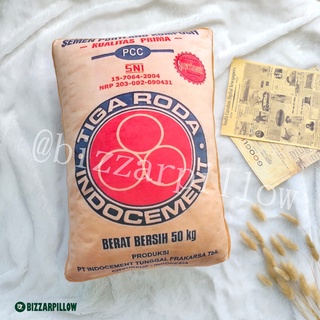 SEMEN PORTLAND KOMPOSIT
KUALITAS PRIMA
PCC
SNI
15-7064-2004
NRP 203-002-090431
TIGA RODA
INDOCEMENT
BERAT BERSIH 50 kg
PRODUKSI
PT INDOCEMENT TUNGGAL PRAKARSA Tbk.
@bizzarpillow
BIZZARPILLOW